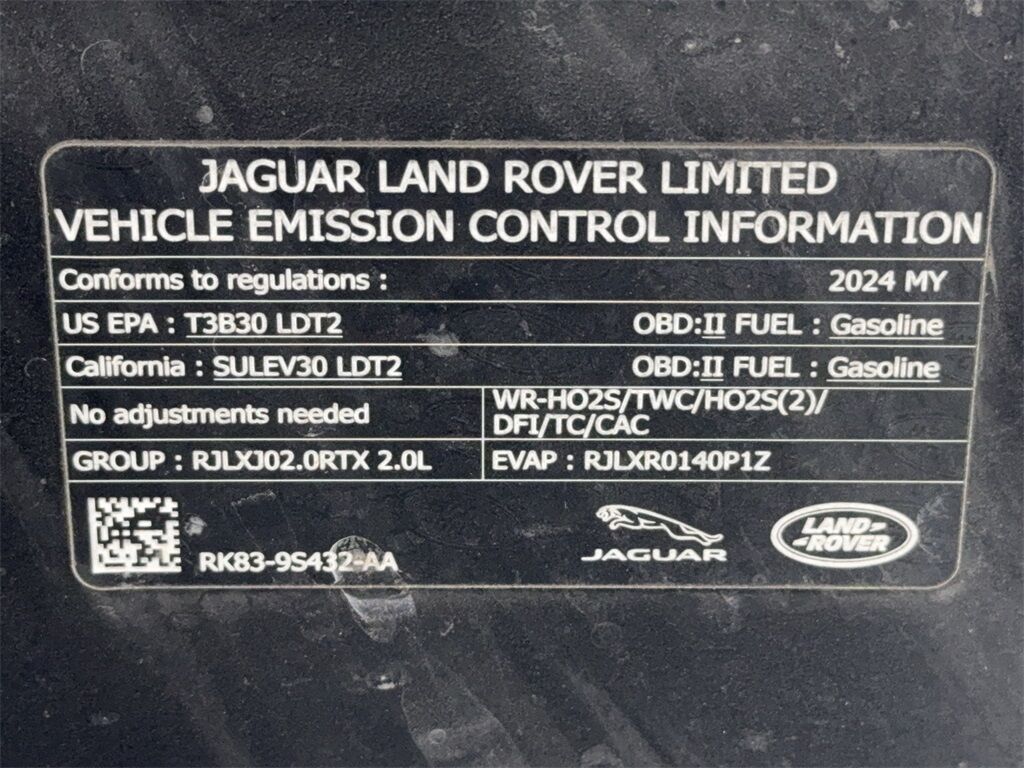 JAGUAR LAND ROVER LIMITED
VEHICLE EMISSION CONTROL INFORMATION
Conforms to regulations : 2024 MY
US EPA : T3B30 LDT2 OBD:II FUEL : Gasoline
California : SULEV30 LDT2 OBD:II FUEL : Gasoline
No adjustments needed
WR-HO2S/TWC/HO2S(2)/
DFI/TC/CAC
GROUP : RJLXJ02.0RTX 2.0L EVAP : RJLXR0140P1Z
RK83-9S432-AA
JAGUAR
LAND-
-ROVER